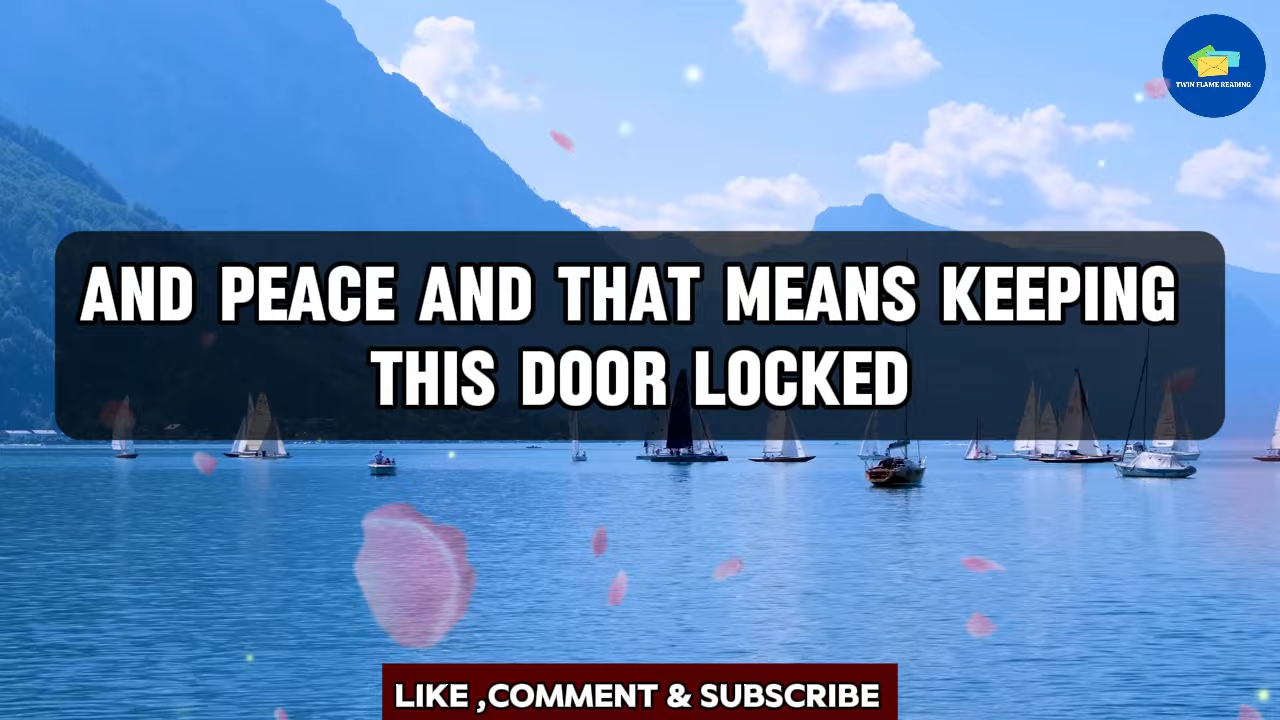 TWIN FLAME READING
AND PEACE AND THAT MEANS KEEPING
THIS DOOR LOCKED
LIKE ,COMMENT & SUBSCRIBE